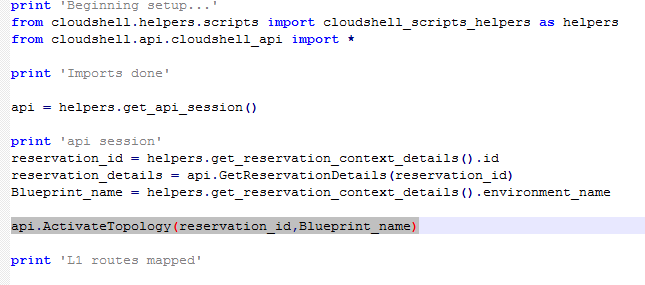 print 'Beginning setup...'
from cloudshell.helpers.scripts import cloudshell_scripts_helpers as helpers
from cloudshell.api.cloudshell_api import *
print 'Imports done'
api = helpers.get_api_session()
print 'api session'
reservation_id = helpers.get_reservation_context_details().id
reservation_details = api.GetReservationDetails(reservation_id)
Blueprint_name = helpers.get_reservation_context_details().environment_name
api.ActivateTopology(reservation_id,Blueprint_name)
print 'L1 routes mapped'